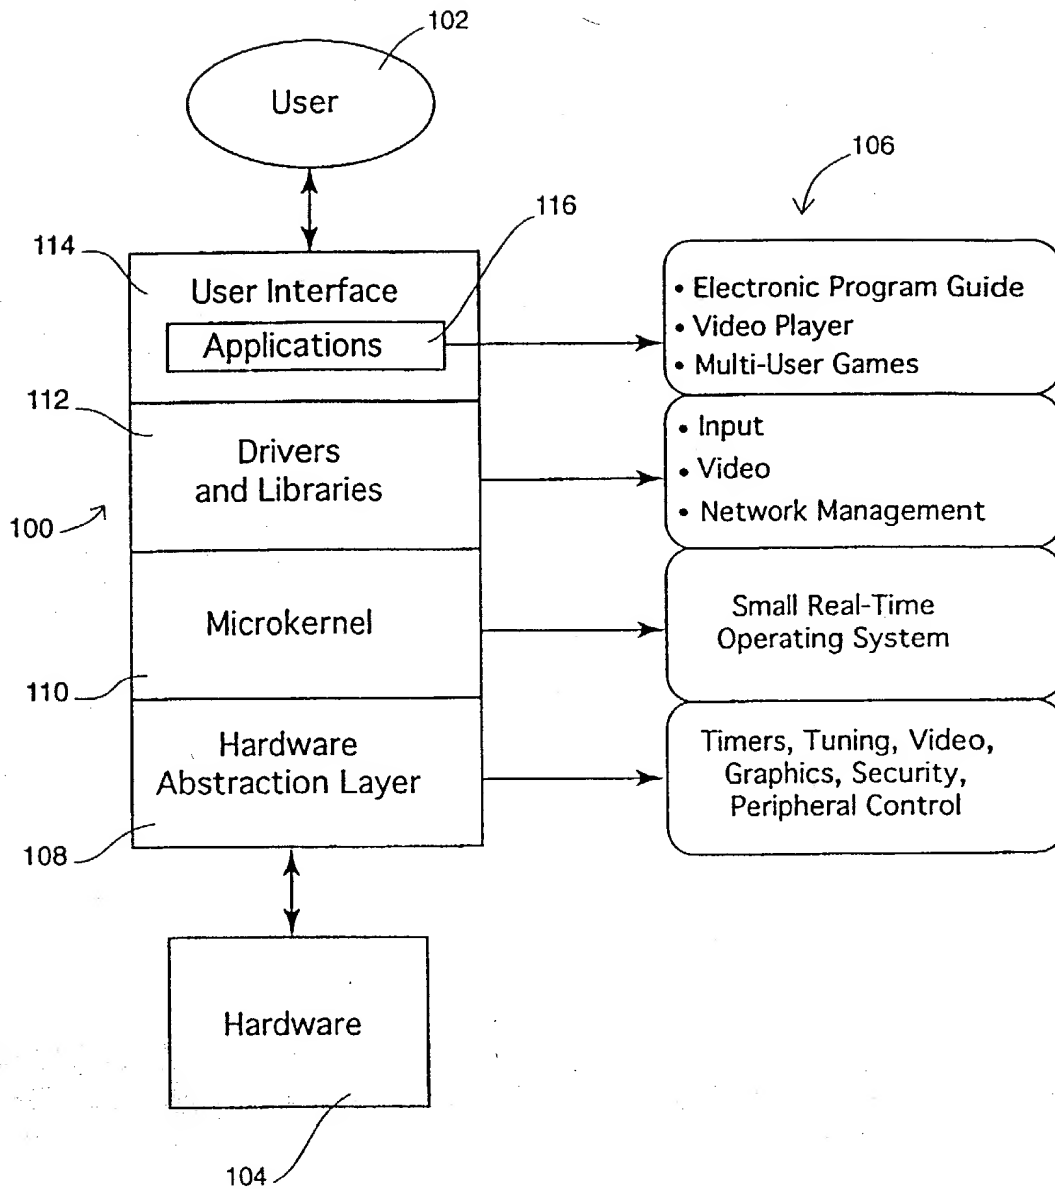 102
User
106
116
114
User Interface
Applications
• Electronic Program Guide
• Video Player
• Multi-User Games
112
Drivers
and Libraries
• Input
• Video
• Network Management
100
Microkernel
Small Real-Time
Operating System
110
Hardware
Abstraction Layer
Timers, Tuning, Video,
Graphics, Security,
Peripheral Control
108
Hardware
104